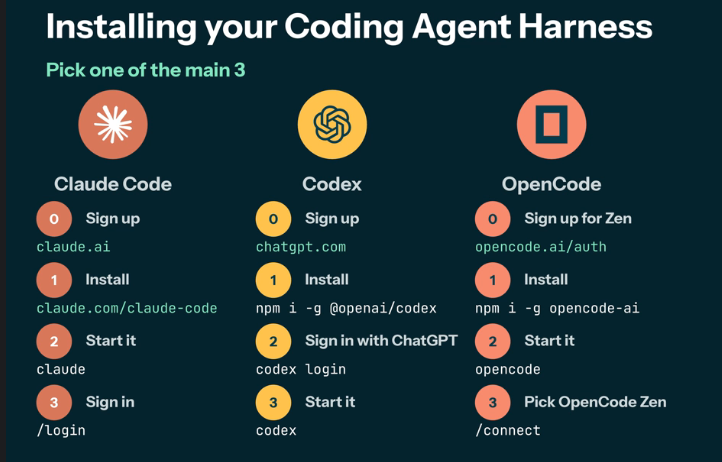 Installing your Coding Agent Harness
Pick one of the main 3
Claude Code
0 Sign up
claude.ai
1 Install
claude.com/claude-code
2 Start it
claude
3 Sign in
/login
Codex
0 Sign up
chatgpt.com
1 Install
npm i -g @openai/codex
2 Sign in with ChatGPT
codex login
3 Start it
codex
OpenCode
0 Sign up for Zen
opencode.ai/auth
1 Install
npm i -g opencode-ai
2 Start it
opencode
3 Pick OpenCode Zen
/connect